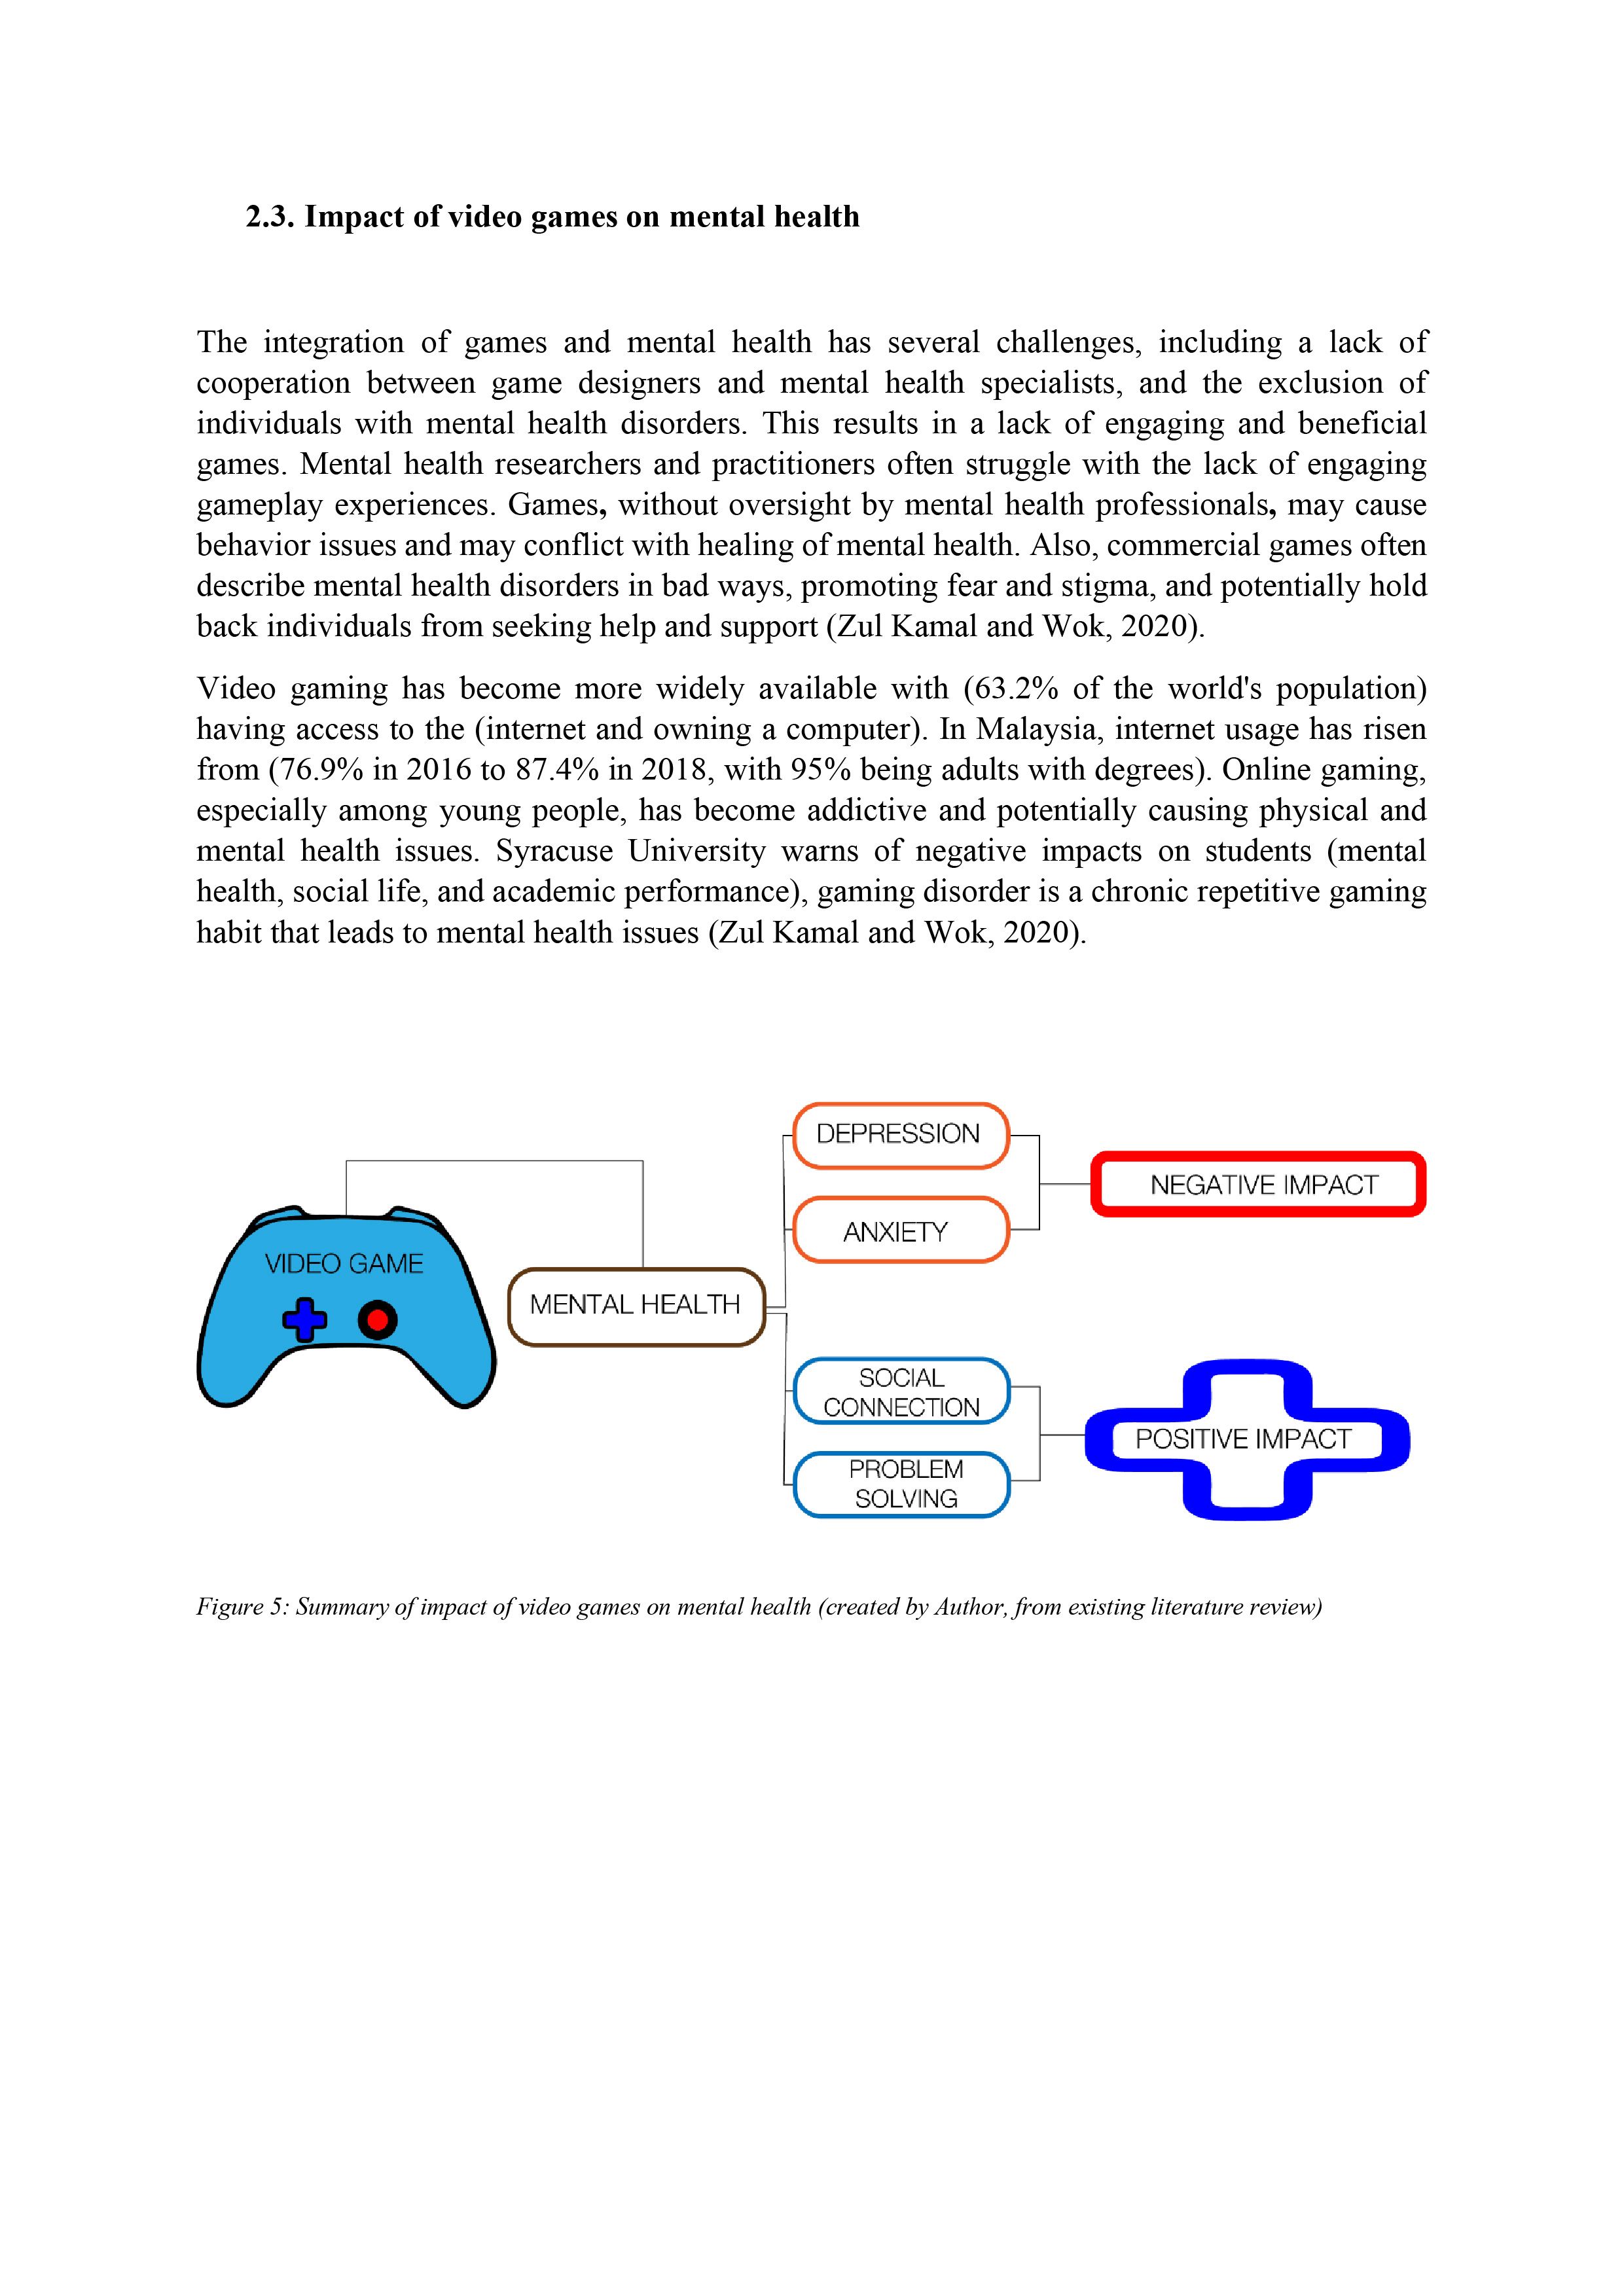 2.3. Impact of video games on mental health
The integration of games and mental health has several challenges, including a lack of
cooperation between game designers and mental health specialists, and the exclusion of
individuals with mental health disorders. This results in a lack of engaging and beneficial
games. Mental health researchers and practitioners often struggle with the lack of engaging
gameplay experiences. Games, without oversight by mental health professionals, may cause
behavior issues and may conflict with healing of mental health. Also, commercial games often
describe mental health disorders in bad ways, promoting fear and stigma, and potentially hold
back individuals from seeking help and support (Zul Kamal and Wok, 2020).
Video gaming has become more widely available with (63.2% of the world's population)
having access to the (internet and owning a computer). In Malaysia, internet usage has risen
from (76.9% in 2016 to 87.4% in 2018, with 95% being adults with degrees). Online gaming,
especially among young people, has become addictive and potentially causing physical and
mental health issues. Syracuse University warns of negative impacts on students (mental
health, social life, and academic performance), gaming disorder is a chronic repetitive gaming
habit that leads to mental health issues (Zul Kamal and Wok, 2020).
VIDEO GAME
MENTAL HEALTH
DEPRESSION
ANXIETY
NEGATIVE IMPACT
SOCIAL
CONNECTION
PROBLEM
SOLVING
POSITIVE IMPACT
Figure 5: Summary of impact of video games on mental health (created by Author, from existing literature review)